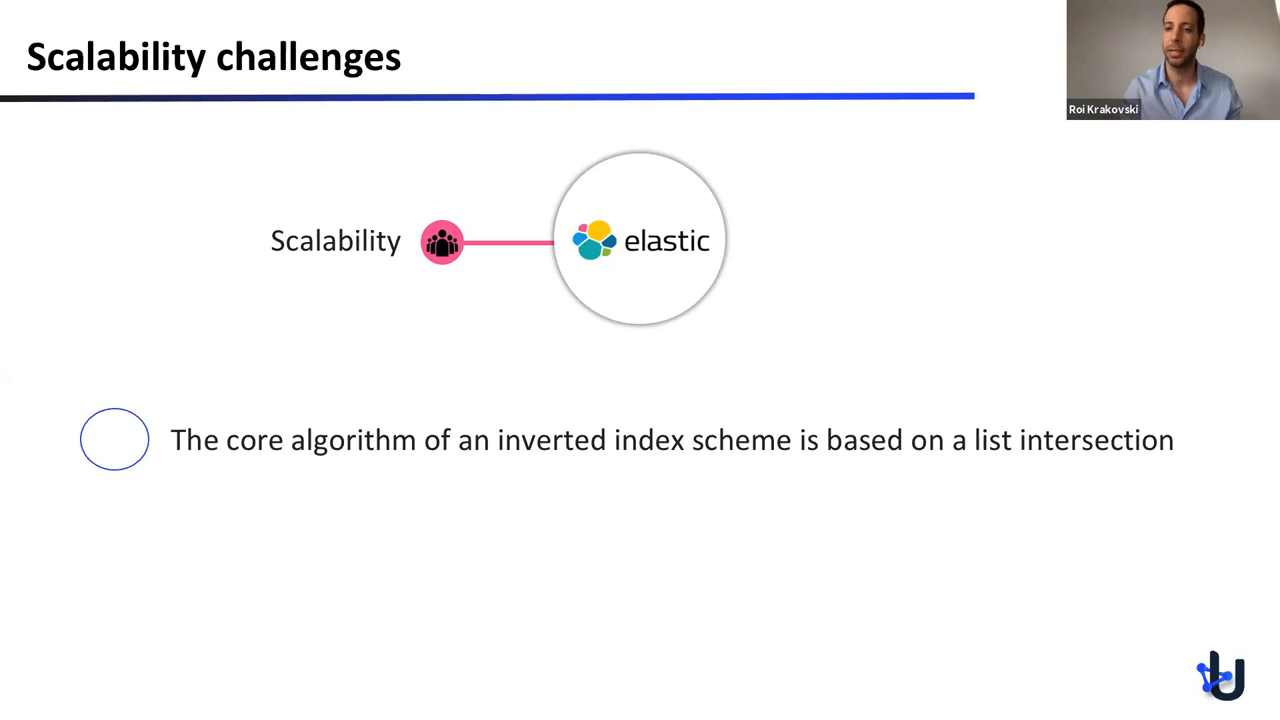 Scalability challenges
Roi Krakovski
Scalability
elastic
The core algorithm of an inverted index scheme is based on a list intersection
U